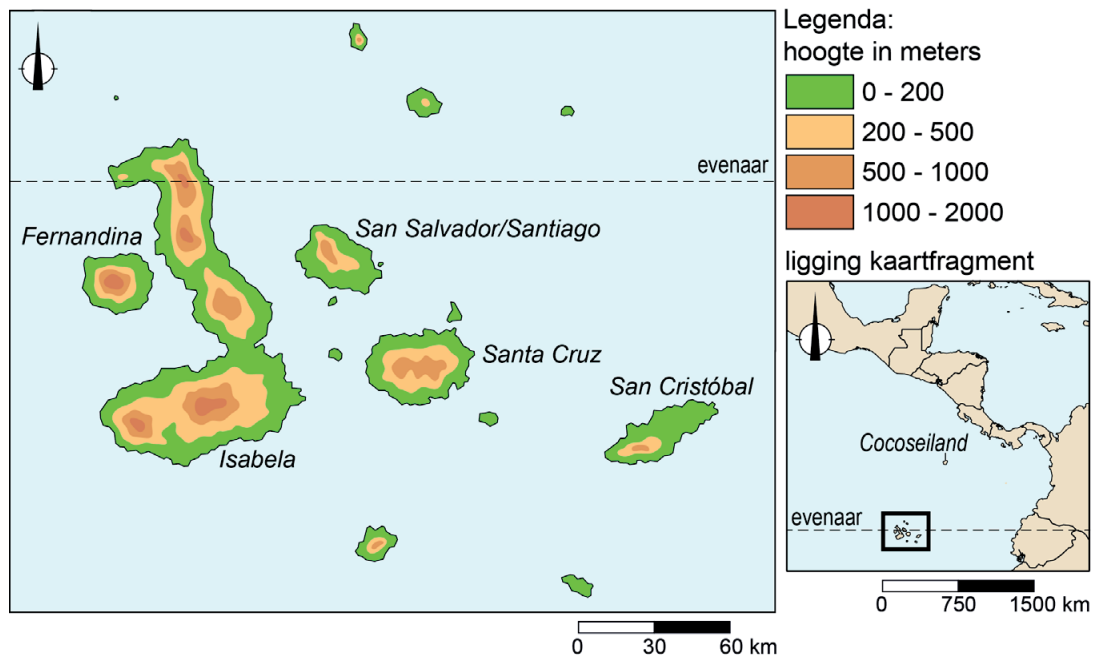 Legenda:
hoogte in meters
0 - 200
200 - 500
500 - 1000
1000 - 2000
evenaar
Fernandina
San Salvador/Santiago
Santa Cruz
San Cristóbal
Isabela
0 30 60 km
ligging kaartfragment
Cocoseiland
evenaar
0 750 1500 km